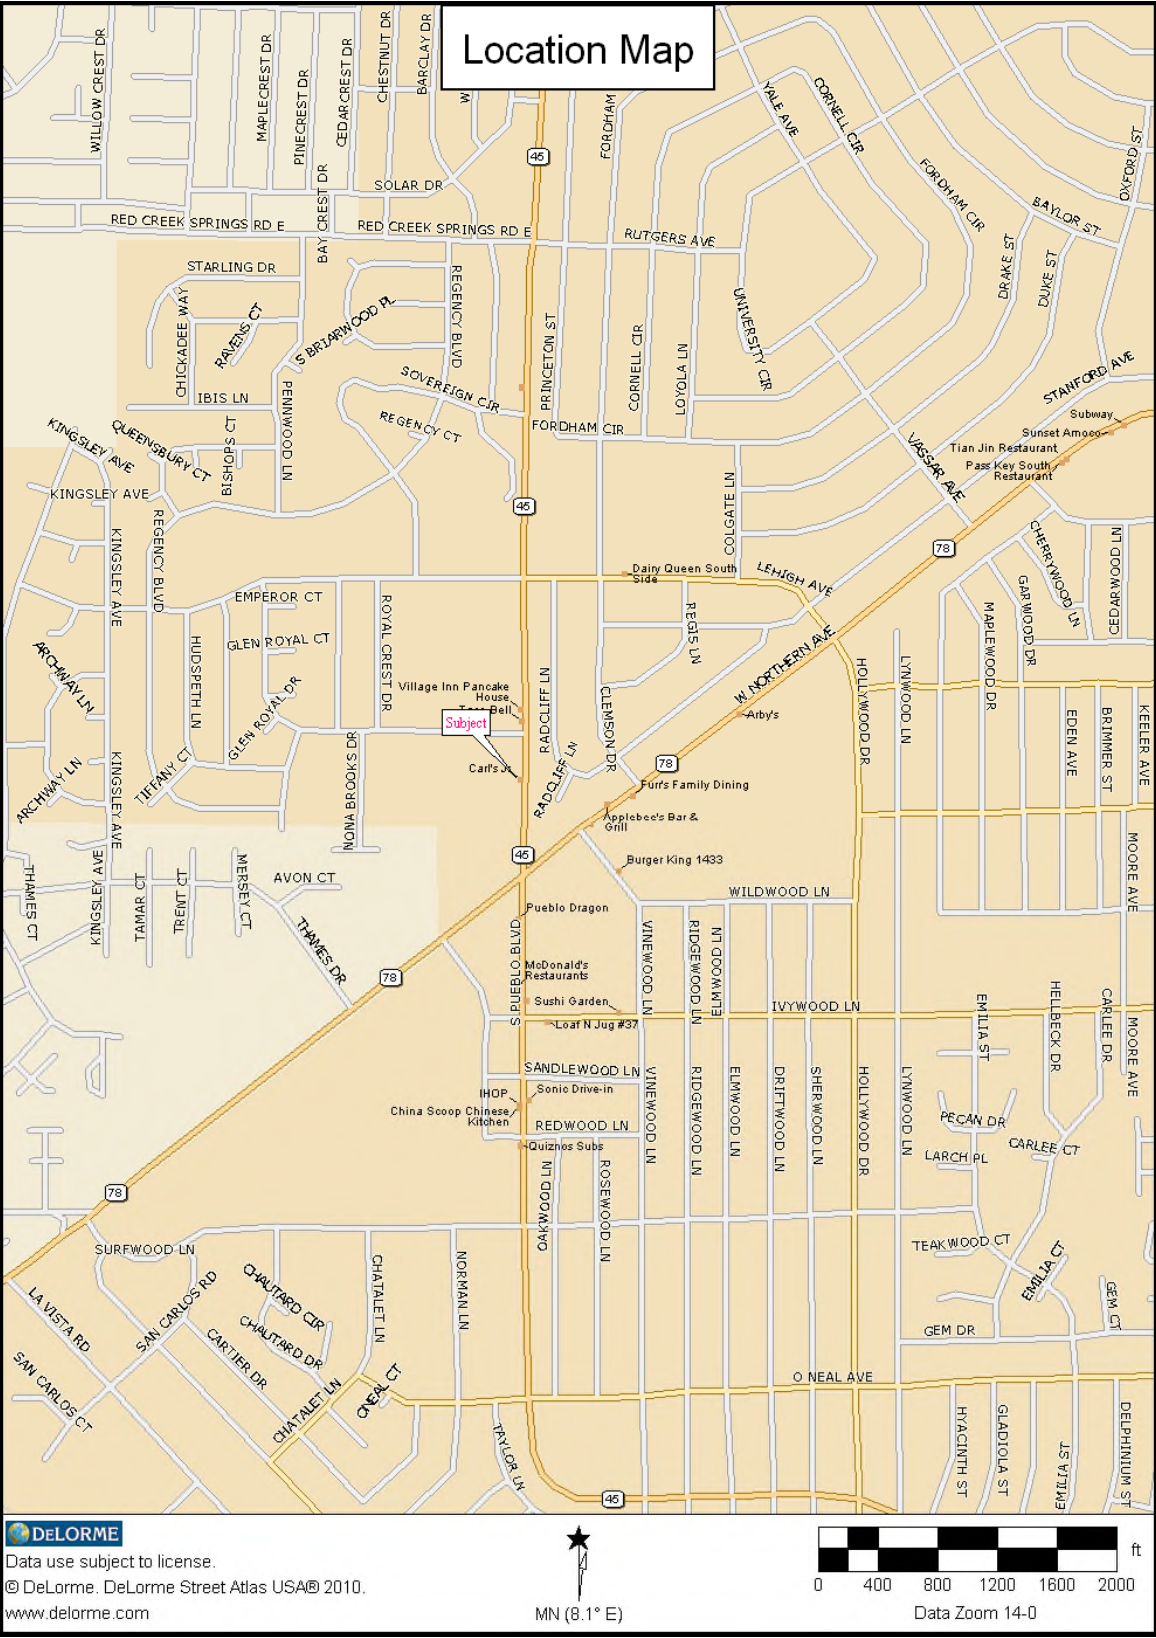 Location Map
WILLOW CREST DR
MAPLECREST DR
PINECREST DR
CEDARCREST DR
CHESTNUT DR
BARCLAY DR
W
FORDHAM
YALE AVE
CORNELL CIR
FORDHAM CIR
OXFORD ST
BAYLOR ST
45
SOLAR DR
BAY CREST DR
RED CREEK SPRINGS RD E
RED CREEK SPRINGS RD E
RUTGERS AVE
DRAKE ST
DUKE ST
STARLING DR
CHICKADEE WAY
RAVENS CT
S BRIARWOOD PL
REGENCY BLVD
PRINCETON ST
CORNELL CIR
LOYOLA LN
UNIVERSITY CIR
STANFORD AVE
SOVEREIGN CIR
IBIS LN
PENNWOOD LN
REGENCY CT
FORDHAM CIR
Subway
Sunset Amoco
Tian Jin Restaurant
Pass Key South
Restaurant
KINGSLEY AVE
QUEENSBURY CT
BISHOPS CT
VASSAR AVE
KINGSLEY AVE
COLGATE LN
45
78
KINGSLEY AVE
REGENCY BLVD
CHERRYWOOD LN
CEDARWOOD LN
Dairy Queen South
Side
LEHIGH AVE
EMPEROR CT
ROYAL CREST DR
REGIS LN
GARWOOD DR
MAPLEWOOD DR
GLEN ROYAL CT
HUDSPETH LN
ARCHWAY LN
W NORTHERN AVE
HOLLYWOOD DR
LYNWOOD LN
GLEN ROYAL DR
Village Inn Pancake
House
Bell
Subject
RADCLIFF LN
CLEMSON DR
Arby's
EDEN AVE
BRIMMER ST
KEELER AVE
Carl's Jr
RADCLIFF LN
78
Furr's Family Dining
ARCHWAY LN
KINGSLEY AVE
TIFFANY CT
NONA BROOKS DR
Applebee's Bar &
Grill
45
Burger King 1433
MOORE AVE
THAMES CT
KINGSLEY AVE
TAMAR CT
TRENT CT
MERSEY CT
AVON CT
WILDWOOD LN
THAMES DR
Pueblo Dragon
S PUEBLO BLVD
VINEWOOD LN
RIDGEWOOD LN
ELMWOOD LN
78
McDonald's
Restaurants
Sushi Garden
IVYWOOD LN
Loaf N Jug #37
EMILIA ST
HELLBECK DR
CARLEE DR
MOORE AVE
SANDLEWOOD LN
VINEWOOD LN
RIDGEWOOD LN
ELMWOOD LN
DRIFTWOOD LN
SHERWOOD LN
HOLLYWOOD DR
LYNWOOD LN
IHOP
Sonic Drive-in
China Scoop Chinese
Kitchen
REDWOOD LN
PECAN DR
CARLEE CT
LARCH PL
Quiznos Subs
OAKWOOD LN
ROSEWOOD LN
78
SURFWOOD LN
TEAKWOOD CT
EMILIA CT
LA VISTA RD
SAN CARLOS RD
CHAUTARD CIR
CHATALET LN
NORMAN LN
GEM CT
GEM DR
CHAUTARD DR
CARTIER DR
SAN CARLOS CT
ONEAL CT
O NEAL AVE
CHATALET LN
TAYLOR LN
HYACINTH ST
GLADIOLA ST
EMILIA ST
DELPHINIUM ST
45
DELORME
Data use subject to license.
© DeLorme. DeLorme Street Atlas USA® 2010.
www.delorme.com
MN (8.1° E)
ft
0 400 800 1200 1600 2000
Data Zoom 14-0